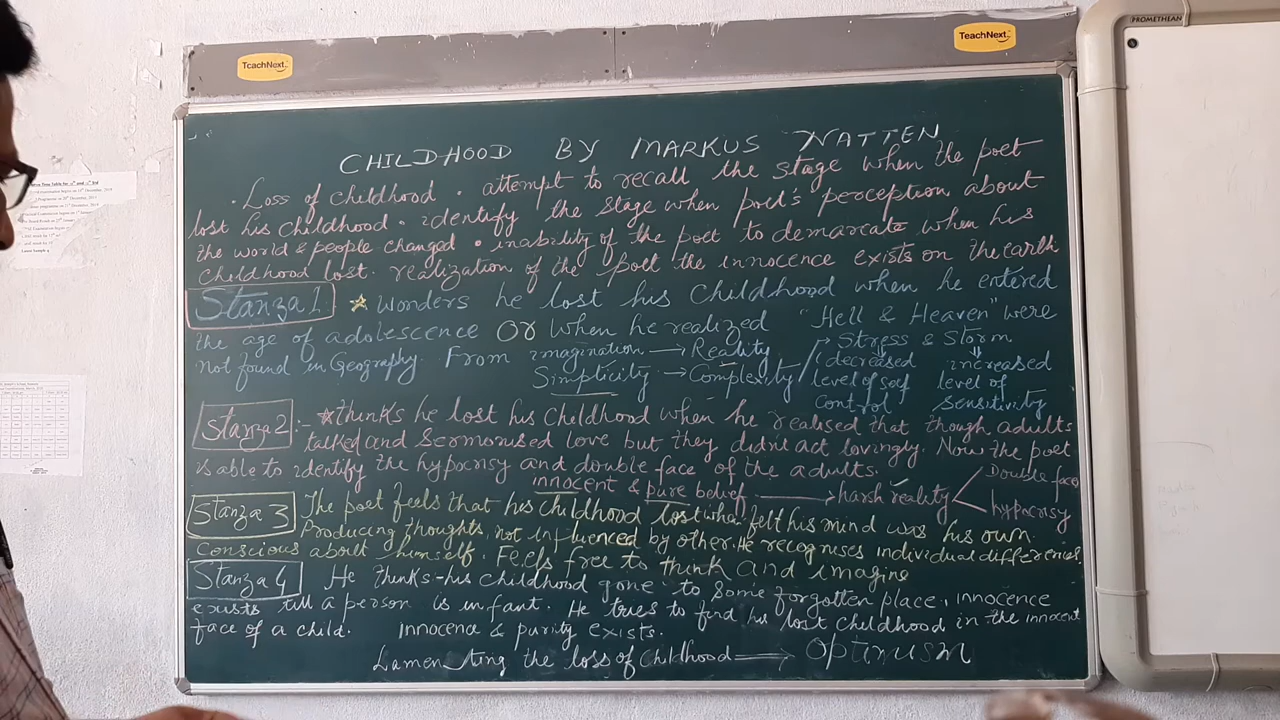 PROMETHEAN
TeachNext
TeachNext
CHILDHOOD BY MARKUS NATTEN
· Loss of childhood · attempt to recall the stage when the poet
lost his childhood · identify the stage when poet's perception about
the world & people changed · inability of the poet to demarcate when his
childhood lost. realization of the poet the innocence exists on the earth
Stanza 1 ☆ wonders he lost his childhood when he entered
the age of adolescence OR when he realized "Hell & Heaven" were
not found in Geography. From imagination → Reality
Simplicity → Complexity
Stress & Storm
decreased level of control
increased level of sensitivity
Stanza 2 :- ☆ thinks he lost his childhood when he realised that though adults
talked and Sermonised love but they didn't act lovingly. Now the poet
is able to identify the hypocrisy and double face of the adults.
innocent & pure belief → harsh reality
Double face
hypocrisy
Stanza 3 The poet feels that his childhood lost when felt his mind was his own.
Producing thoughts, not influenced by other. He recognises individual differences.
Conscious about himself. Feels free to think and imagine
Stanza 4 He thinks :- his childhood gone to some forgotten place, innocence
exists till a person is infant. He tries to find his lost childhood in the innocent
face of a child. innocence & purity exists.
Lamenting the loss of childhood → Optimism